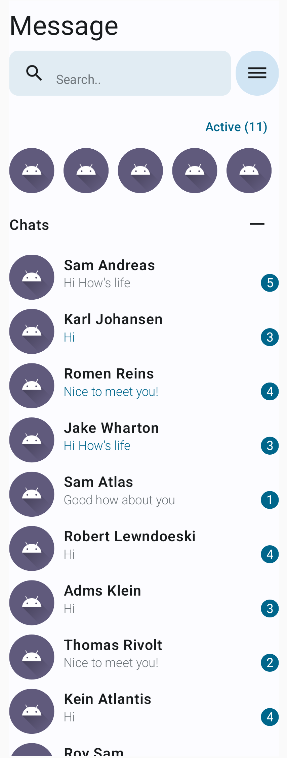 Message
Search..
Active (11)
Chats
Sam Andreas
Hi How's life
5
Karl Johansen
Hi
3
Romen Reins
Nice to meet you!
4
Jake Wharton
Hi How's life
3
Sam Atlas
Good how about you
1
Robert Lewndoeski
Hi
4
Adms Klein
Hi
3
Thomas Rivolt
Nice to meet you!
2
Kein Atlantis
Hi
4
Roy Sam